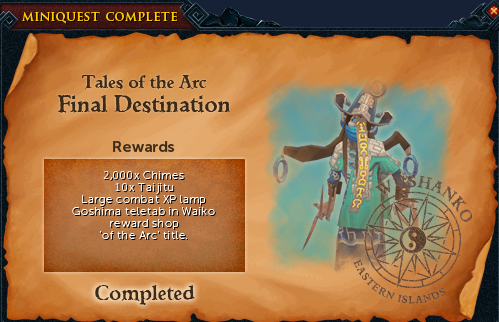 MINIQUEST COMPLETE
Tales of the Arc
Final Destination
Rewards
2,000x Chimes
10x Taijitu
Large combat XP lamp
Goshima teletab in Waiko
reward shop
'of the Arc' title.
Completed
WUSHANKO
EASTERN ISLANDS